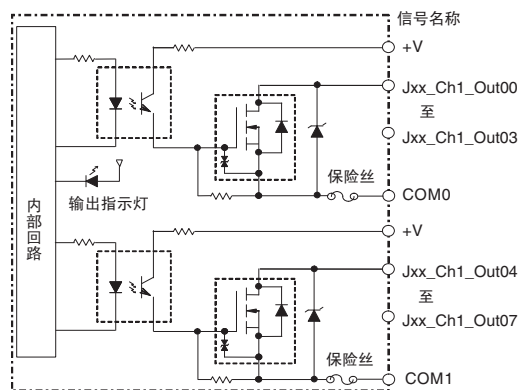 信号名称
+V
Jxx_Ch1_Out00
至
Jxx_Ch1_Out03
保险丝
COM0
输出指示灯
内部回路
+V
Jxx_Ch1_Out04
至
Jxx_Ch1_Out07
保险丝
COM1